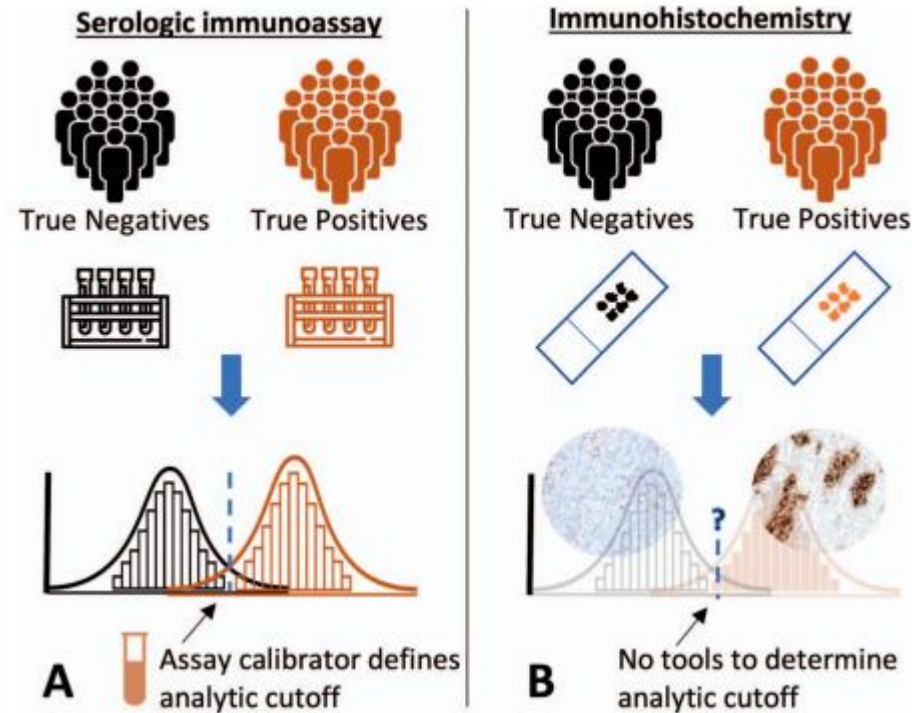 Serologic immunoassay
True Negatives
True Positives
Assay calibrator defines
analytic cutoff
A
Immunohistochemistry
True Negatives
True Positives
?
No tools to determine
analytic cutoff
B